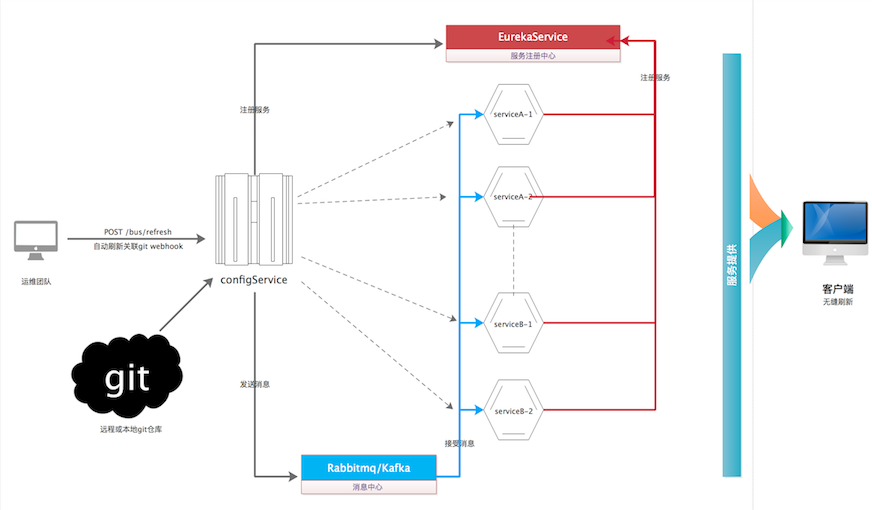 EurekaService
服务注册中心
注册服务
注册服务
serviceA-1
serviceA-2
POST /bus/refresh
自动刷新关联git webhook
运维团队
configService
服务提供
客户端
无缝刷新
serviceB-1
git
远程或本地git仓库
发送消息
serviceB-2
接受消息
Rabbitmq/Kafka
消息中心